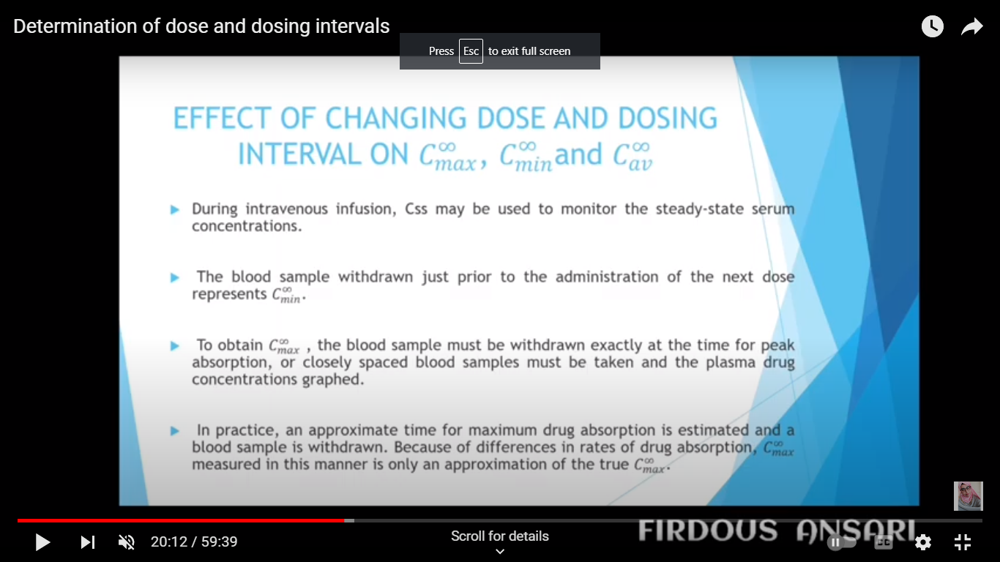 Determination of dose and dosing intervals
Press Esc to exit full screen
EFFECT OF CHANGING DOSE AND DOSING
INTERVAL ON C∞max, C∞min and C∞av
▶ During intravenous infusion, Css may be used to monitor the steady-state serum
concentrations.
▶ The blood sample withdrawn just prior to the administration of the next dose
represents C∞min.
▶ To obtain C∞max , the blood sample must be withdrawn exactly at the time for peak
absorption, or closely spaced blood samples must be taken and the plasma drug
concentrations graphed.
▶ In practice, an approximate time for maximum drug absorption is estimated and a
blood sample is withdrawn. Because of differences in rates of drug absorption, C∞max
measured in this manner is only an approximation of the true C∞max.
FIRDOUS ANSARI
20:12 / 59:39
Scroll for details
CC